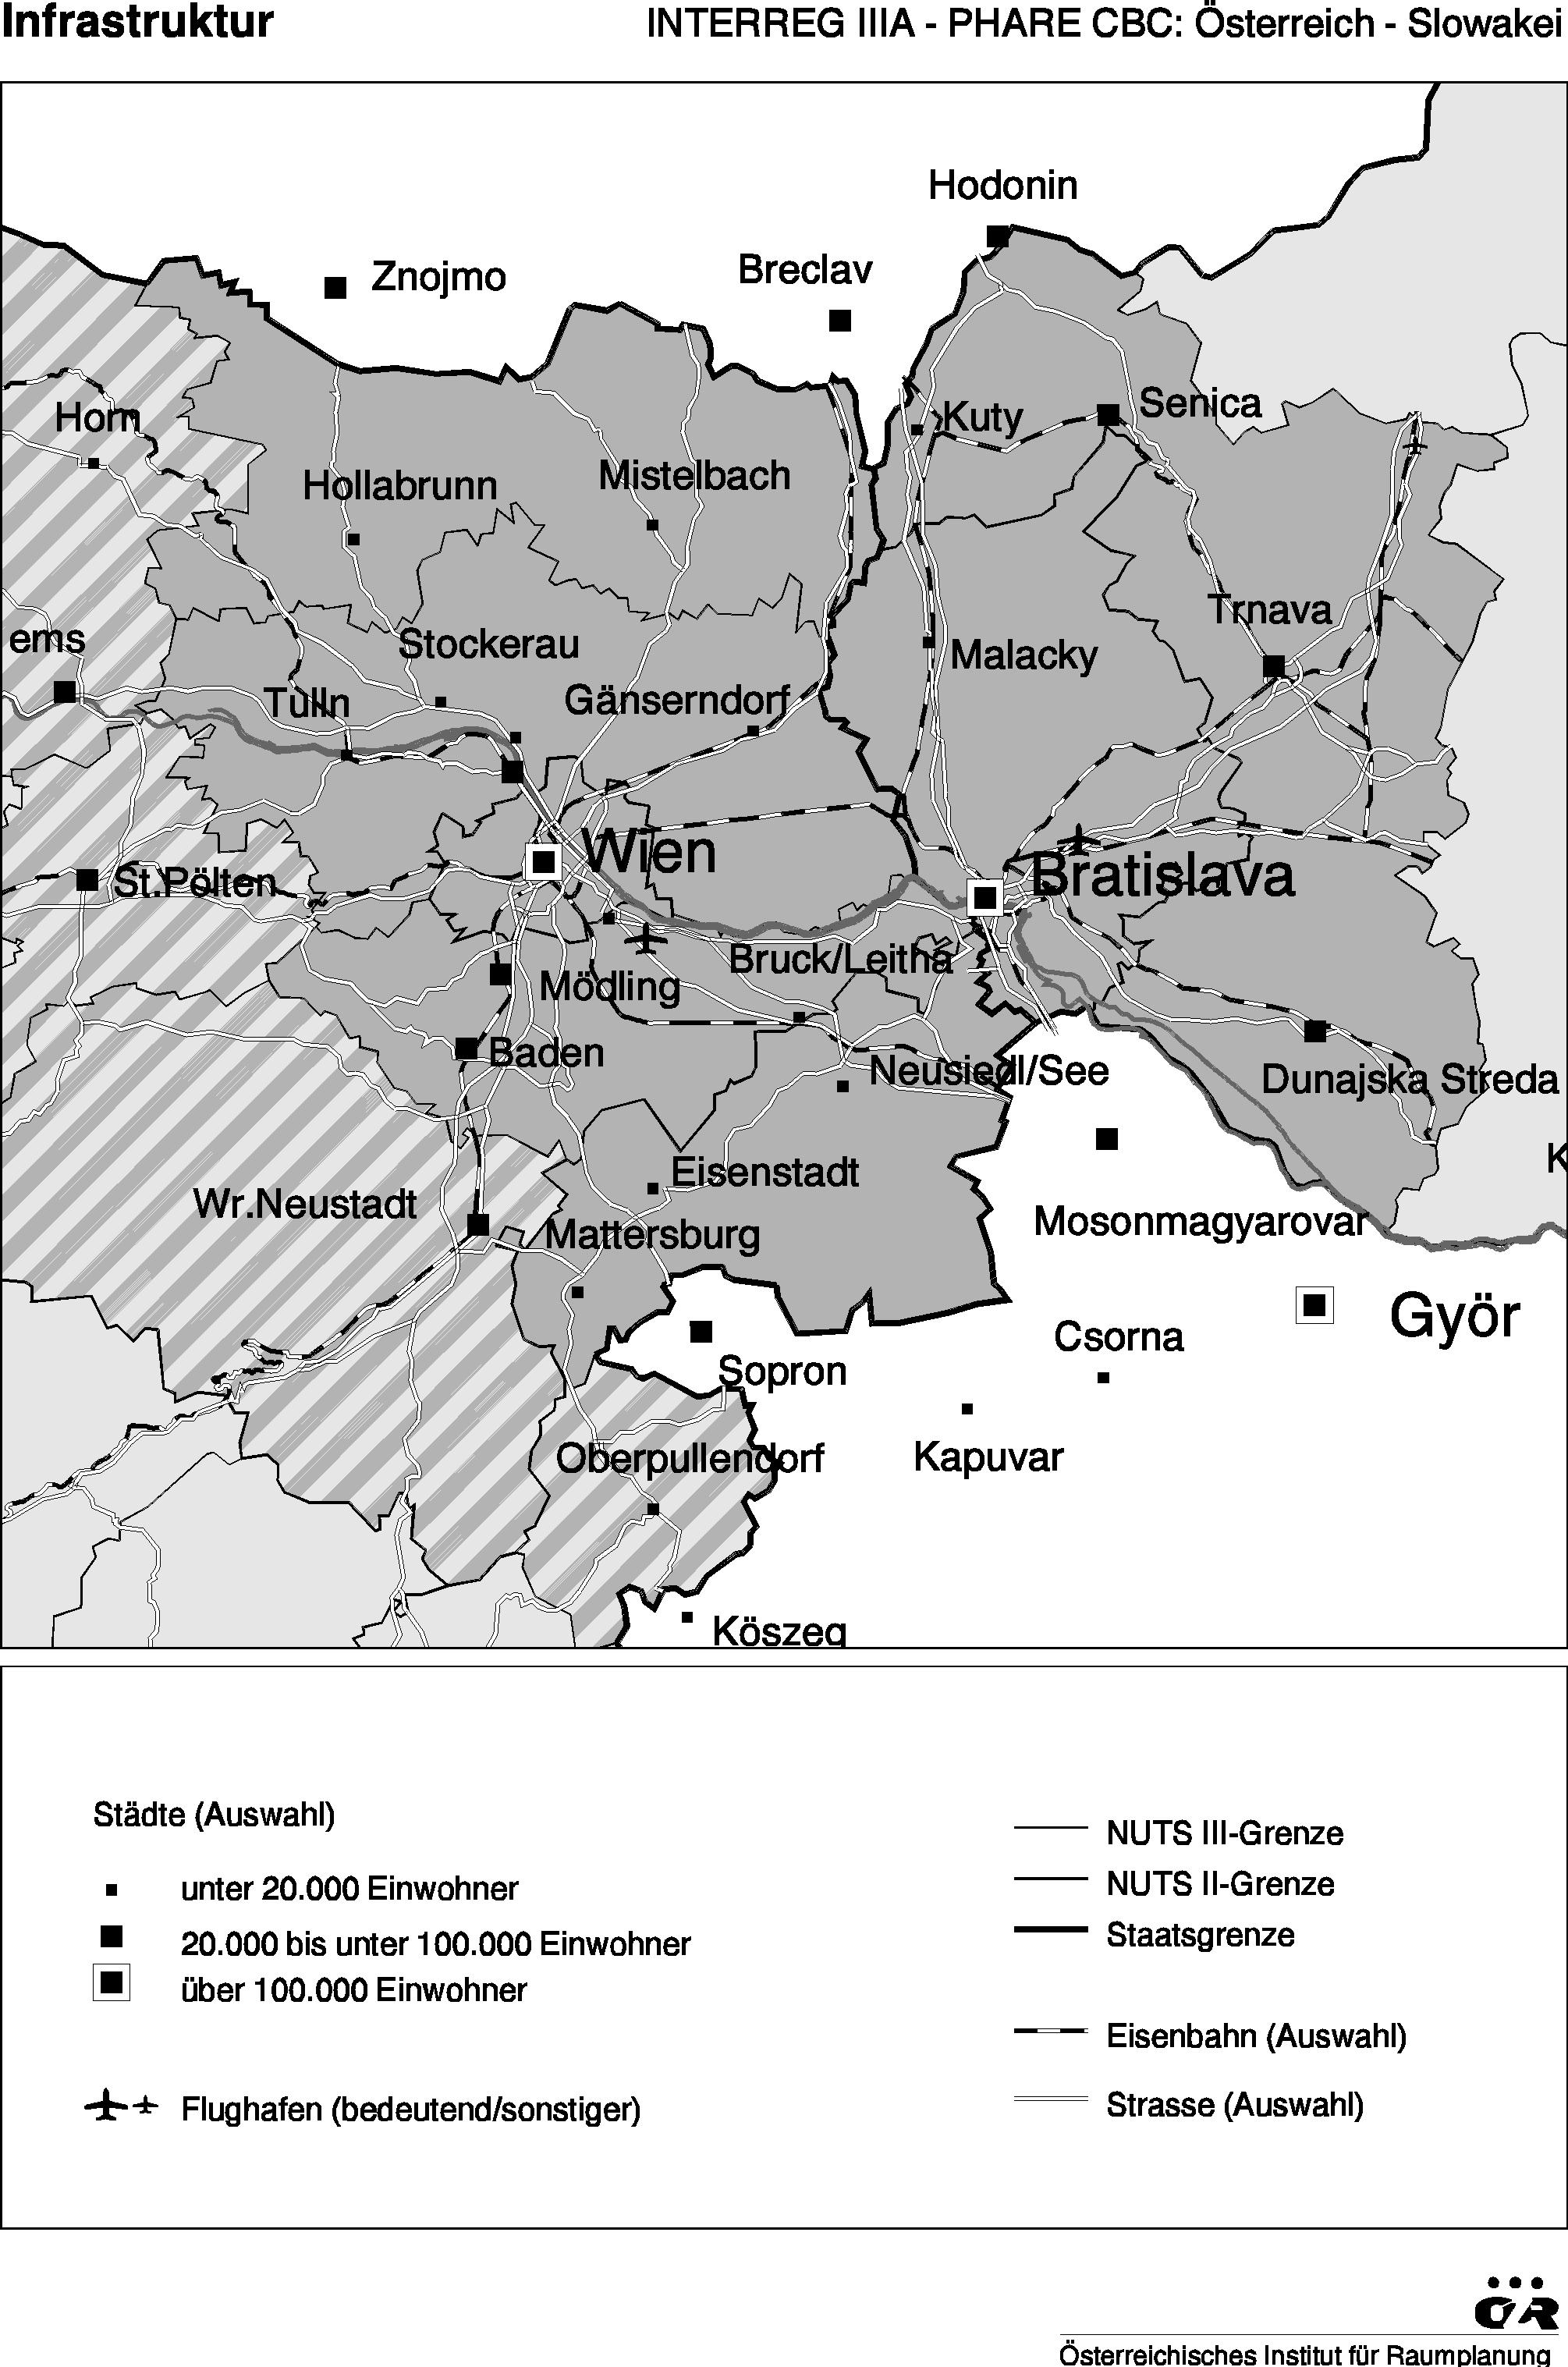 Infrastruktur
INTERREG IIIA - PHARE CBC: Österreich - Slowakei
Hodonin
Breclav
Znojmo
Senica
Kuty
Horn
Mistelbach
Hollabrunn
Trnava
ems
Stockerau
Malacky
Tulln
Gänserndorf
Wien
St.Pölten
Bratislava
Bruck/Leitha
Mödling
Baden
Neusiedl/See
Dunajska Streda
K
Eisenstadt
Wr.Neustadt
Mattersburg
Mosonmagyarovar
Györ
Csorna
Sopron
Oberpullendorf
Kapuvar
Köszeg
Städte (Auswahl)
unter 20.000 Einwohner
20.000 bis unter 100.000 Einwohner
über 100.000 Einwohner
Flughafen (bedeutend/sonstiger)
NUTS III-Grenze
NUTS II-Grenze
Staatsgrenze
Eisenbahn (Auswahl)
Strasse (Auswahl)
ÖIR
Österreichisches Institut für Raumplanung